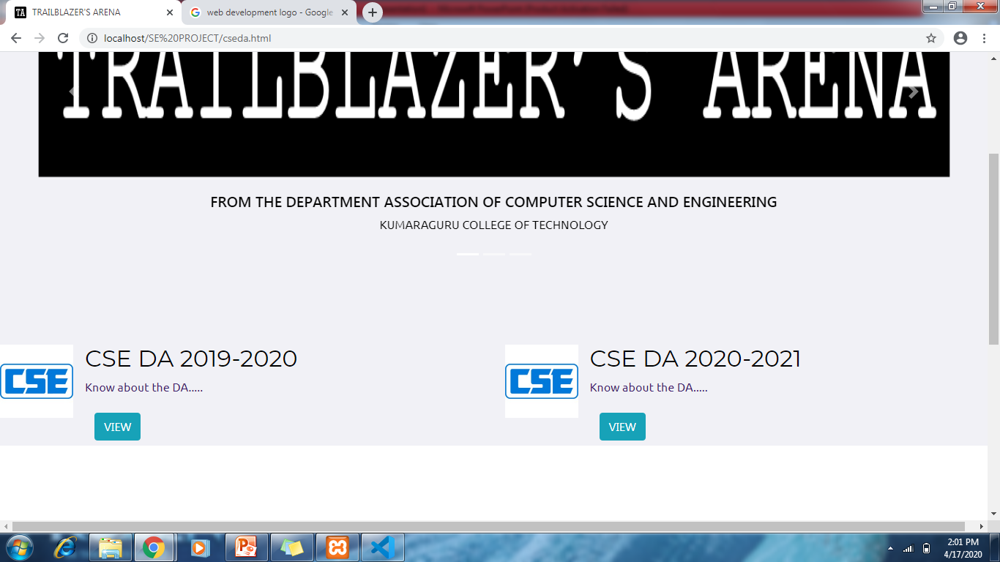 TA TRAILBLAZER'S ARENA
web development logo - Google
localhost/SE%20PROJECT/cseda.html
TRAILBLAZER'S ARENA
FROM THE DEPARTMENT ASSOCIATION OF COMPUTER SCIENCE AND ENGINEERING
KUMARAGURU COLLEGE OF TECHNOLOGY
CSE
CSE DA 2019-2020
Know about the DA.....
VIEW
CSE
CSE DA 2020-2021
Know about the DA.....
VIEW
2:01 PM
4/17/2020